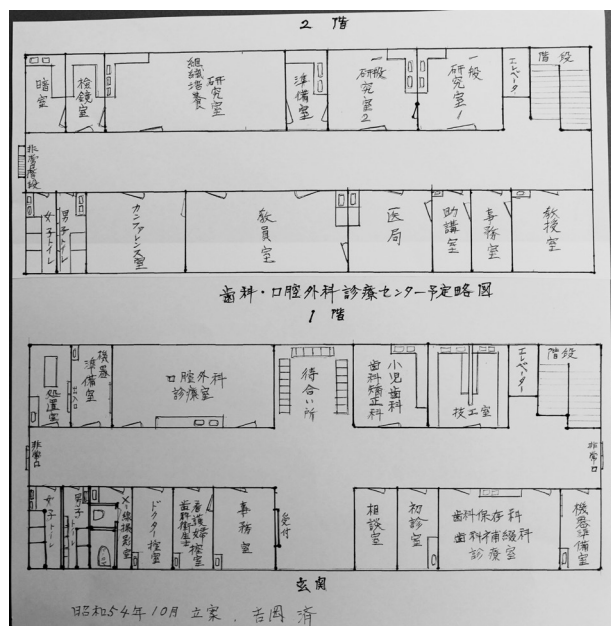 2 階
暗室
検鏡室
組織培養
研究室
準備室
一般
研究室2
一般
研究室1
エレベータ
階段
非常階段
女子トイレ
男子トイレ
カンファレンス室
教員室
医局
助講室
事務室
教授室
歯科・口腔外科診療センター予定略図
1 階
処置室
機器
準備室
出入口
口腔外科
診療室
待合い所
小児歯科
歯科矯正科
技工室
エレベーター
階段
非常口
非常口
女子トイレ
男子トイレ
X-線撮影室
ドクター控室
看護婦控室
歯科衛生士
事務室
受付
相談室
初診室
歯科保存科
歯科補綴科
診療室
機器準備室
玄関
昭和54年10月 立案、吉岡 済